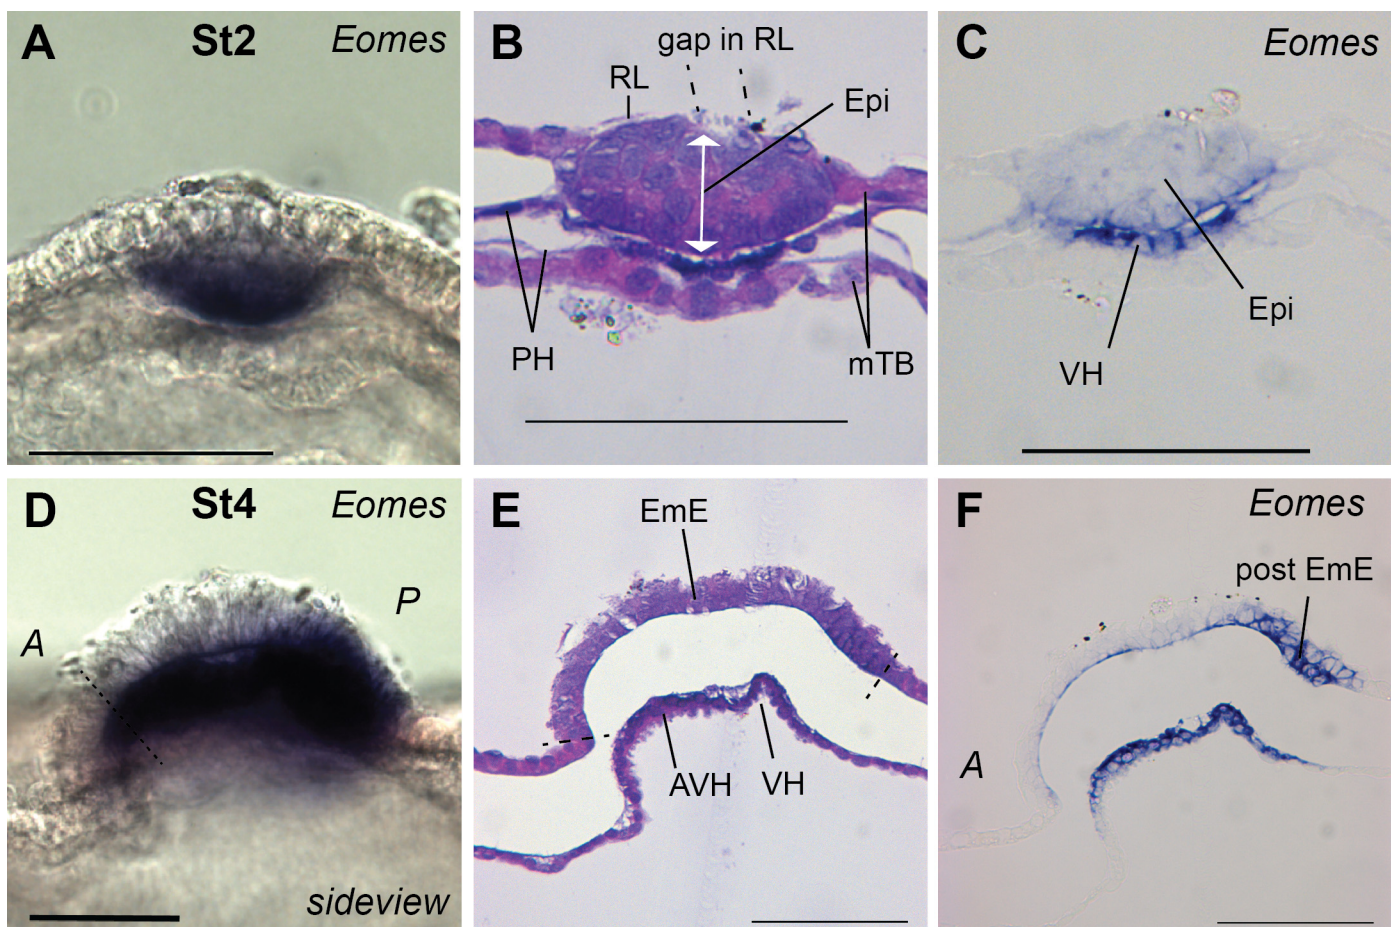 A St2 Eomes
B gap in RL
RL
Epi
PH
mTB
C Eomes
Epi
VH
D St4 Eomes
P
A
sideview
E
EmE
AVH VH
F Eomes
post EmE
A